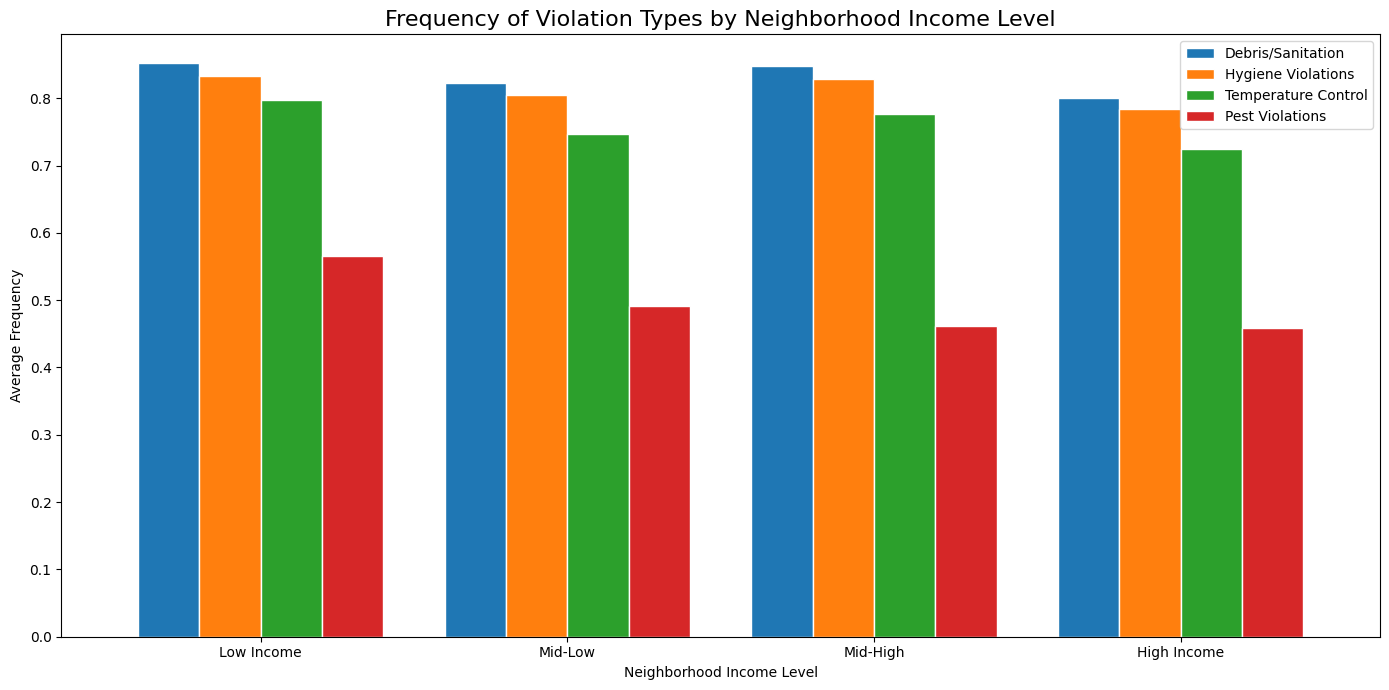 Frequency of Violation Types by Neighborhood Income Level
Debris/Sanitation
Hygiene Violations
Temperature Control
Pest Violations
Average Frequency
0.8
0.7
0.6
0.5
0.4
0.3
0.2
0.1
0.0
Low Income
Mid-Low
Mid-High
High Income
Neighborhood Income Level